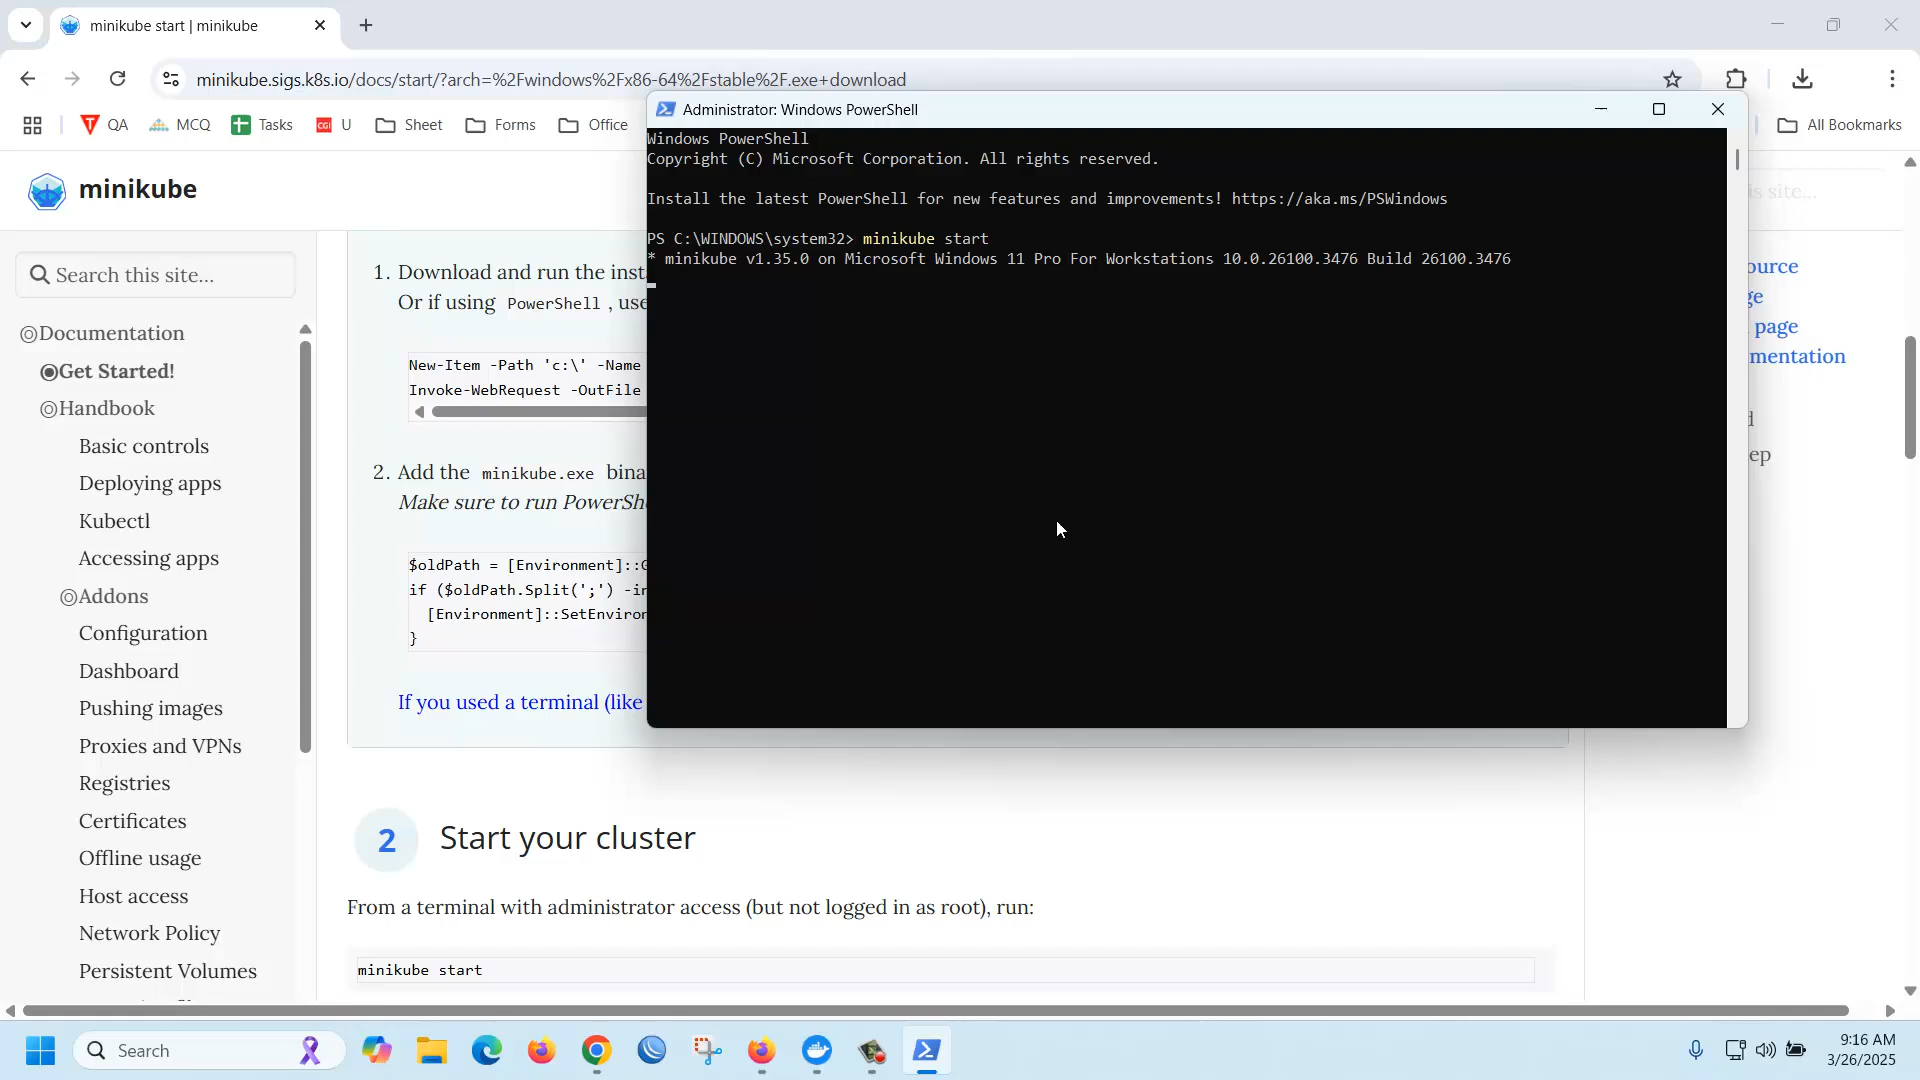 minikube start | minikube
minikube.sigs.k8s.io/docs/start/?arch=%2Fwindows%2Fx86-64%2Fstable%2F.exe+download
QA
MCQ
Tasks
CGI
U
Sheet
Forms
Office
All Bookmarks
Administrator: Windows PowerShell
Windows PowerShell
Copyright (C) Microsoft Corporation. All rights reserved.
Install the latest PowerShell for new features and improvements! https://aka.ms/PSWindows
PS C:\WINDOWS\system32> minikube start
* minikube v1.35.0 on Microsoft Windows 11 Pro For Workstations 10.0.26100.3476 Build 26100.3476
minikube
Search this site...
Documentation
Get Started!
Handbook
Basic controls
Deploying apps
Kubectl
Accessing apps
Addons
Configuration
Dashboard
Pushing images
Proxies and VPNs
Registries
Certificates
Offline usage
Host access
Network Policy
Persistent Volumes
1. Download and run the inst
Or if using PowerShell , use
New-Item -Path 'c:\' -Name
Invoke-WebRequest -OutFile
2. Add the minikube.exe bina
Make sure to run PowerShe
$oldPath = [Environment]::G
if ($oldPath.Split(';') -in
[Environment]::SetEnviron
}
If you used a terminal (like
2 Start your cluster
From a terminal with administrator access (but not logged in as root), run:
minikube start
is site...
ource
ge
page
mentation
d
ep
Search
9:16 AM
3/26/2025